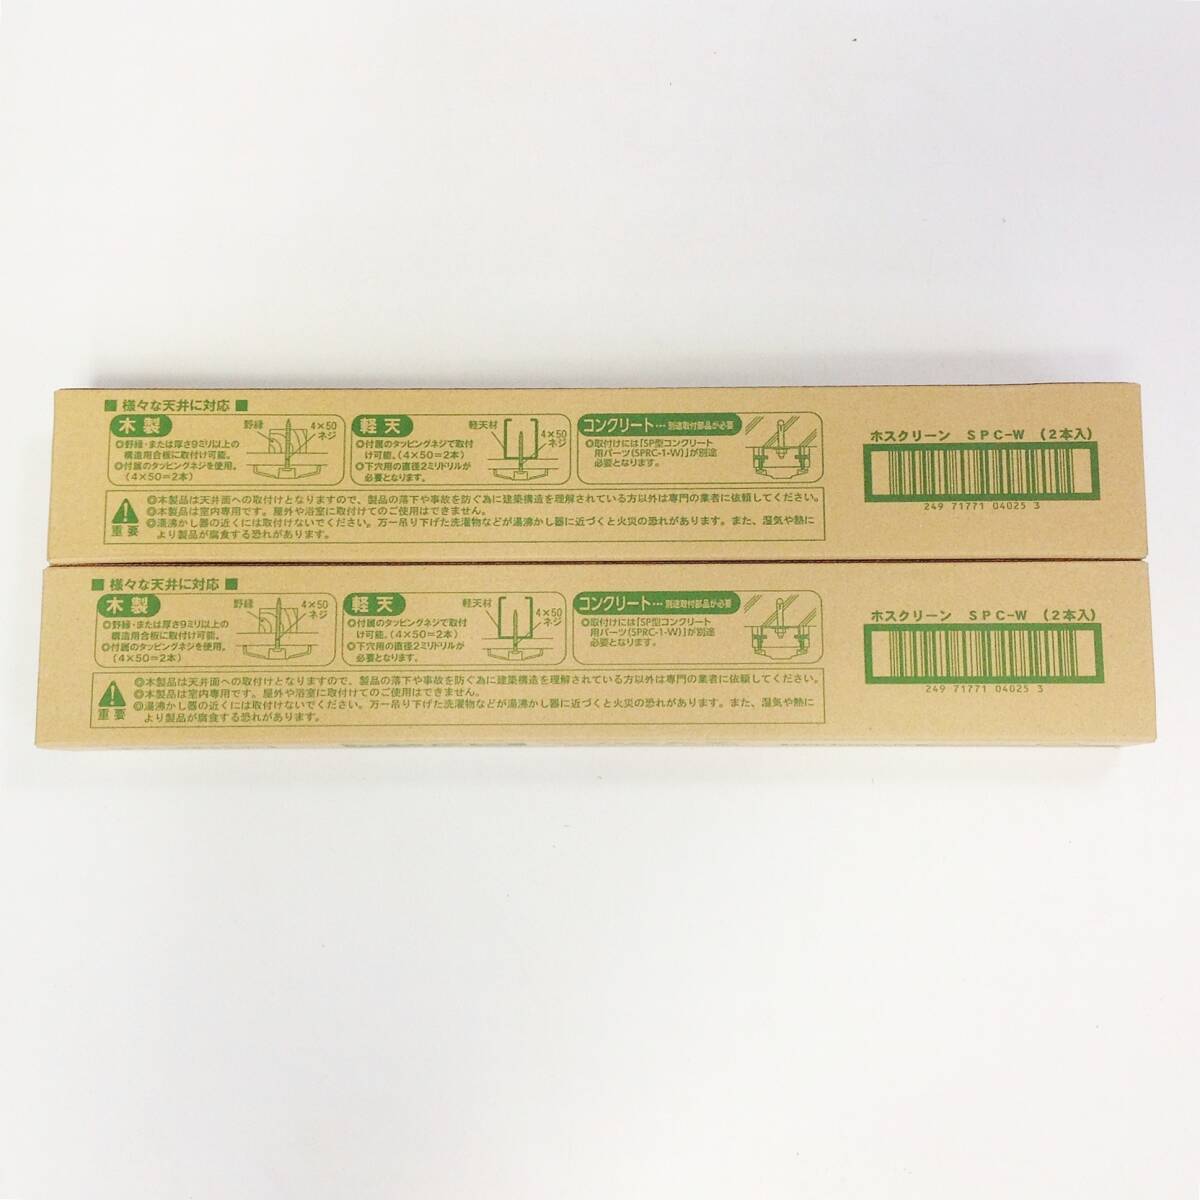 ■ 様々な天井に対応 ■
木製
◎野縁・または厚さ9ミリ以上の
構造用合板に取付け可能。
◎付属のタッピングネジを使用。
(4×50=2本)
野縁
4×50
ネジ
軽天
◎付属のタッピングネジで取付
け可能。(4×50=2本)
◎下穴用の直径2ミリドリルが
必要となります。
軽天材
4×50
ネジ
コンクリート…別途取付部品が必要
◎取付けには「SP型コンクリート
用パーツ(SPRC-1-W)」が別途
必要となります。
重要
◎本製品は天井面への取付けとなりますので、製品の落下や事故を防ぐ為に建築構造を理解されている方以外は専門の業者に依頼してください。
◎本製品は室内専用です。屋外や浴室に取付けてのご使用はできません。
◎湯沸かし器の近くには取付けないでください。万一吊り下げた洗濯物などが湯沸かし器に近づくと火災の恐れがあります。また、湿気や熱に
より製品が腐食する恐れがあります。
ホスクリーン SPC-W (2本入)
249 71771 04025 3
■ 様々な天井に対応 ■
木製
◎野縁・または厚さ9ミリ以上の
構造用合板に取付け可能。
◎付属のタッピングネジを使用。
(4×50=2本)
野縁
4×50
ネジ
軽天
◎付属のタッピングネジで取付
け可能。(4×50=2本)
◎下穴用の直径2ミリドリルが
必要となります。
軽天材
4×50
ネジ
コンクリート…別途取付部品が必要
◎取付けには「SP型コンクリート
用パーツ(SPRC-1-W)」が別途
必要となります。
重要
◎本製品は天井面への取付けとなりますので、製品の落下や事故を防ぐ為に建築構造を理解されている方以外は専門の業者に依頼してください。
◎本製品は室内専用です。屋外や浴室に取付けてのご使用はできません。
◎湯沸かし器の近くには取付けないでください。万一吊り下げた洗濯物などが湯沸かし器に近づくと火災の恐れがあります。また、湿気や熱に
より製品が腐食する恐れがあります。
ホスクリーン SPC-W (2本入)
249 71771 04025 3